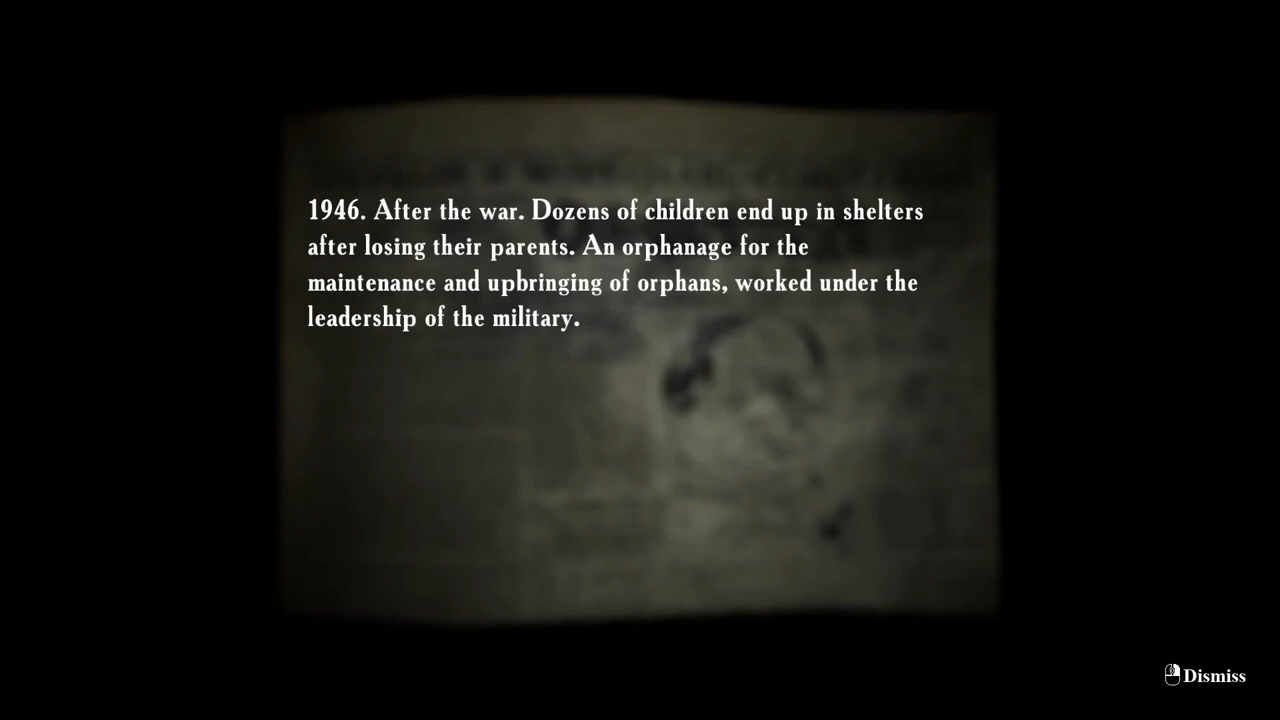 1946. After the war. Dozens of children end up in shelters
after losing their parents. An orphanage for the
maintenance and upbringing of orphans, worked under the
leadership of the military.
Dismiss